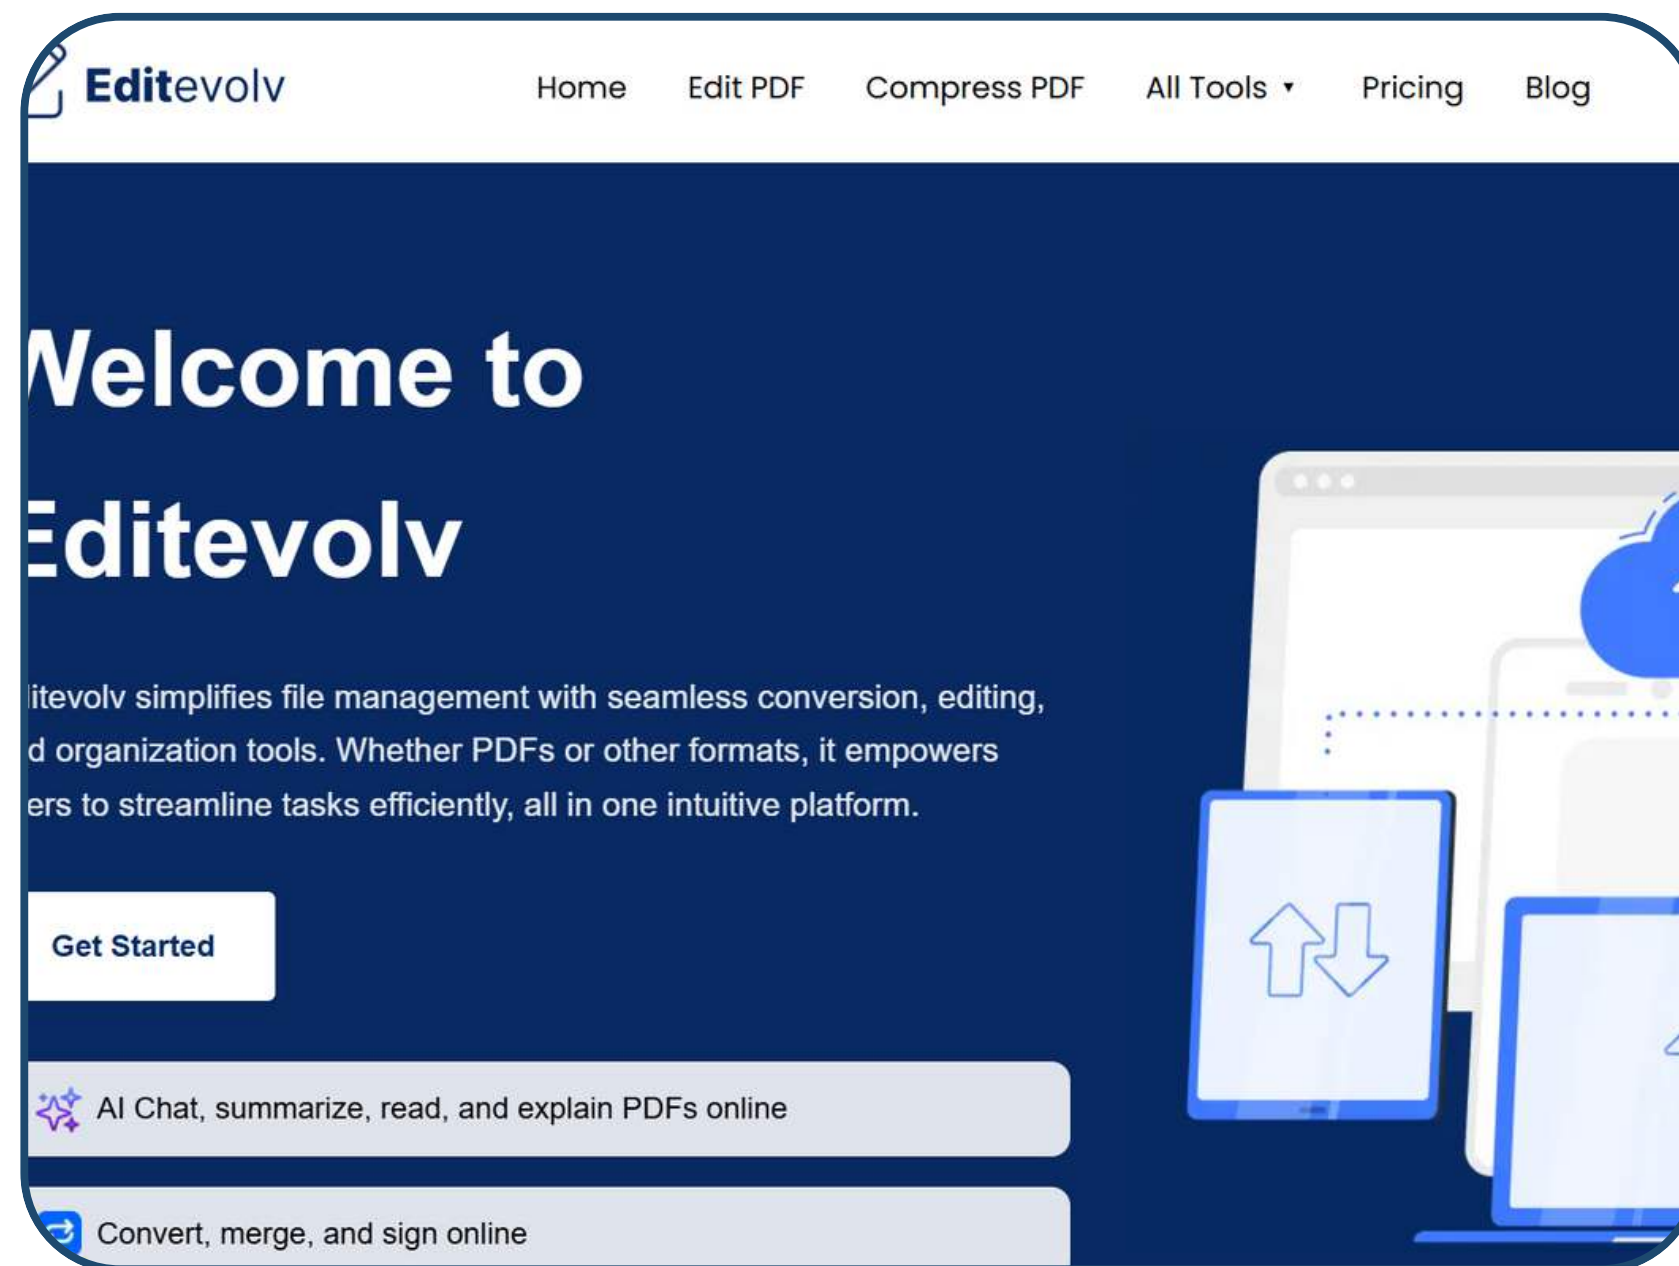 Editevolv
Home Edit PDF Compress PDF All Tools ▾ Pricing Blog
Welcome to
Editevolv
itevolv simplifies file management with seamless conversion, editing,
d organization tools. Whether PDFs or other formats, it empowers
ers to streamline tasks efficiently, all in one intuitive platform.
Get Started
AI Chat, summarize, read, and explain PDFs online
Convert, merge, and sign online